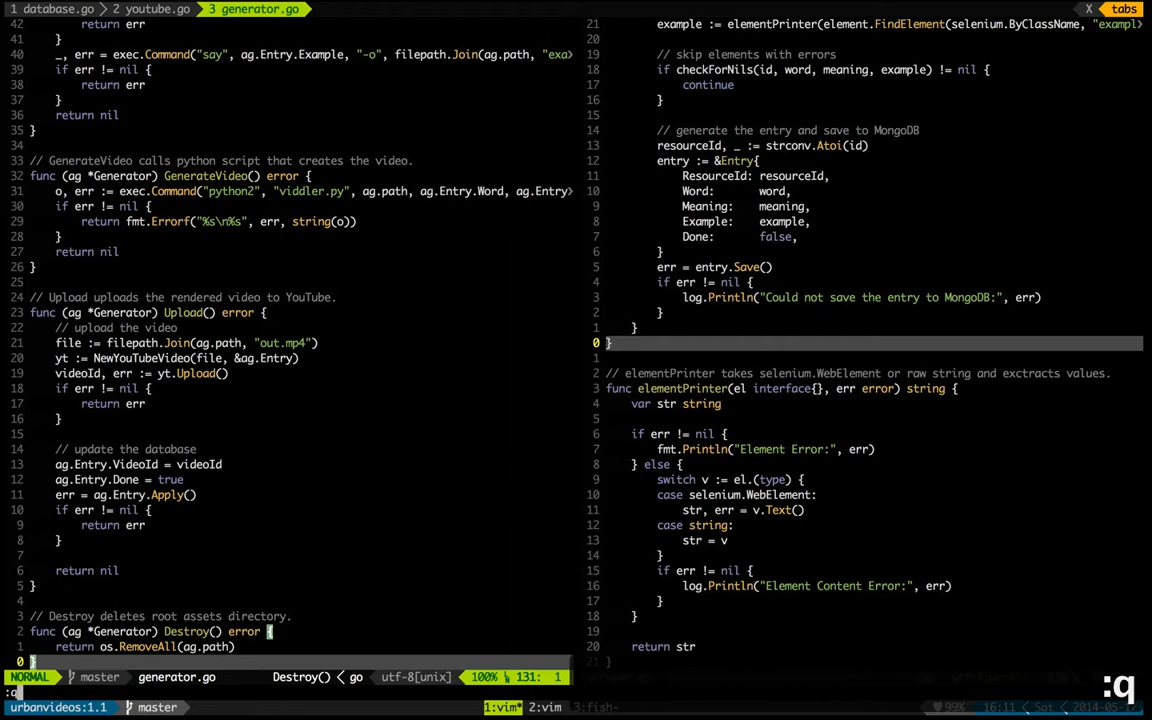 1 database.go 2 youtube.go 3 generator.go
42 return err
41 }
40 _, err = exec.Command("say", ag.Entry.Example, "-o", filepath.Join(ag.path, "exa>
39 if err != nil {
38 return err
37 }
36 return nil
35 }
34
33 // GenerateVideo calls python script that creates the video.
32 func (ag *Generator) GenerateVideo() error {
31 o, err := exec.Command("python2", "viddler.py", ag.path, ag.Entry.Word, ag.Entry>
30 if err != nil {
29 return fmt.Errorf("%s\n%s", err, string(o))
28 }
27 return nil
26 }
25
24 // Upload uploads the rendered video to YouTube.
23 func (ag *Generator) Upload() error {
22 // upload the video
21 file := filepath.Join(ag.path, "out.mp4")
20 yt := NewYouTubeVideo(file, &ag.Entry)
19 videoId, err := yt.Upload()
18 if err != nil {
17 return err
16 }
15
14 // update the database
13 ag.Entry.VideoId = videoId
12 ag.Entry.Done = true
11 err = ag.Entry.Apply()
10 if err != nil {
9 return err
8 }
7
6 return nil
5 }
4
3 // Destroy deletes root assets directory.
2 func (ag *Generator) Destroy() error {
1 return os.RemoveAll(ag.path)
0 }
NORMAL master generator.go Destroy() < go utf-8[unix] 100% 131: 1
:q
urbanvideos:1.1 master 1:vim* 2:vim 3:fish-
X tabs
21 example := elementPrinter(element.FindElement(selenium.ByClassName, "exampl>
20
19 // skip elements with errors
18 if checkForNils(id, word, meaning, example) != nil {
17 continue
16 }
15
14 // generate the entry and save to MongoDB
13 resourceId, _ := strconv.Atoi(id)
12 entry := &Entry{
11 ResourceId: resourceId,
10 Word: word,
9 Meaning: meaning,
8 Example: example,
7 Done: false,
6 }
5 err = entry.Save()
4 if err != nil {
3 log.Println("Could not save the entry to MongoDB:", err)
2 }
1 }
0 }
1
2 // elementPrinter takes selenium.WebElement or raw string and exctracts values.
3 func elementPrinter(el interface{}, err error) string {
4 var str string
5
6 if err != nil {
7 fmt.Println("Element Error:", err)
8 } else {
9 switch v := el.(type) {
10 case selenium.WebElement:
11 str, err = v.Text()
12 case string:
13 str = v
14 }
15 if err != nil {
16 log.Println("Element Content Error:", err)
17 }
18 }
19
20 return str
21 }
:q
99% 16:11 Sat